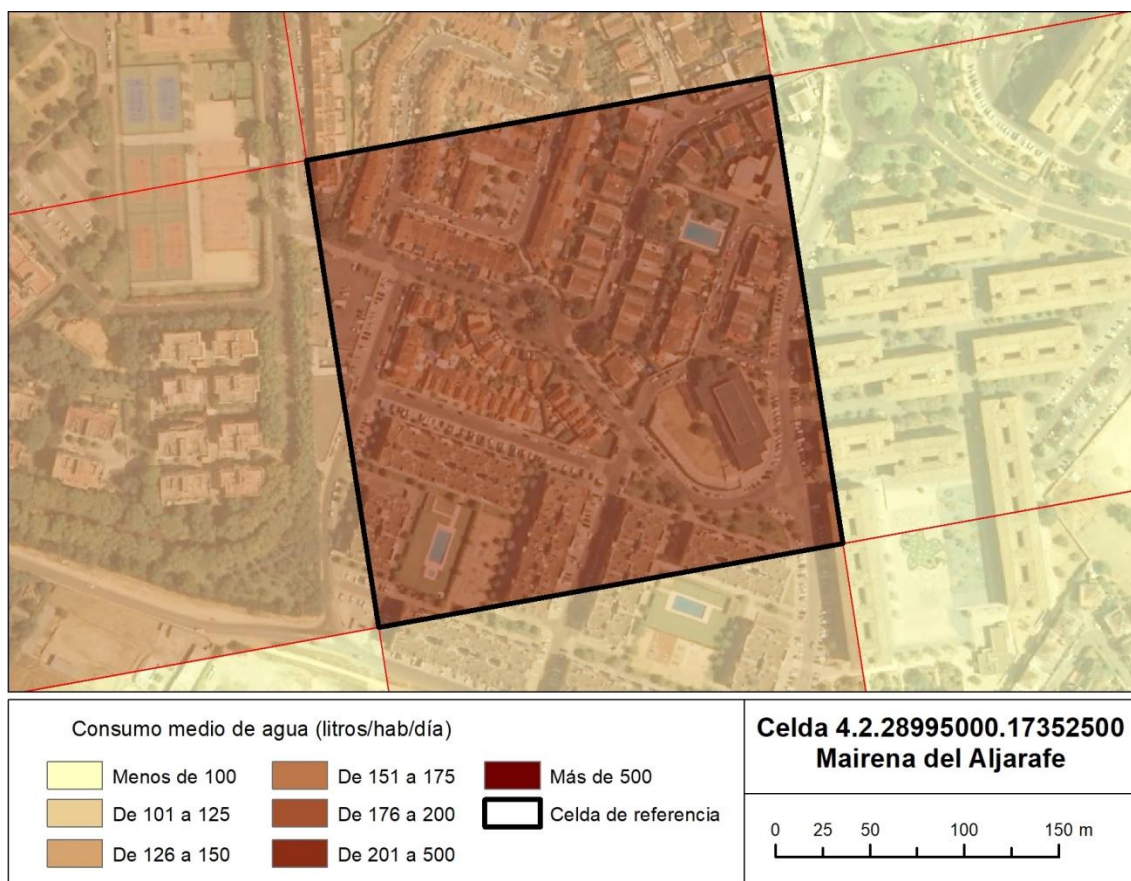 Consumo medio de agua (litros/hab/día)
Menos de 100
De 101 a 125
De 126 a 150
De 151 a 175
De 176 a 200
De 201 a 500
Más de 500
Celda de referencia
Celda 4.2.28995000.17352500
Mairena del Aljarafe
0 25 50 100 150 m